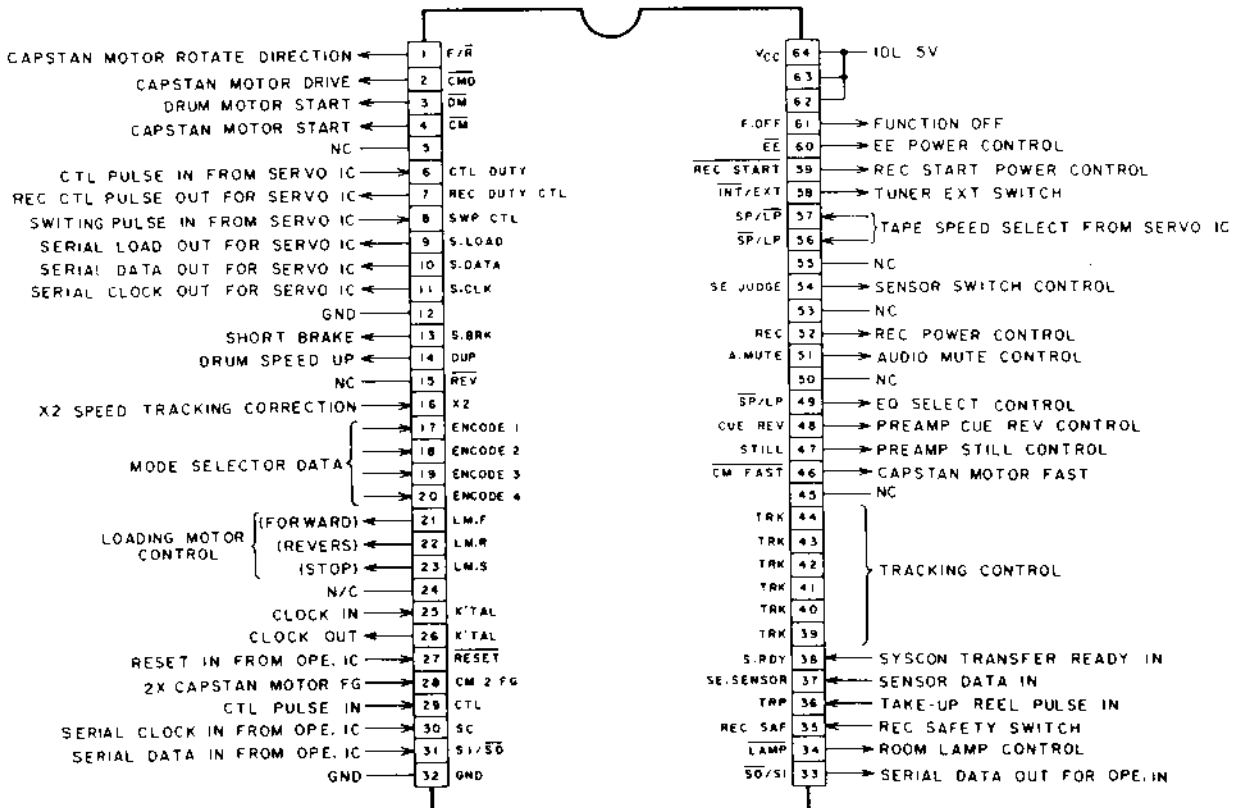 CAPSTAN MOTOR ROTATE DIRECTION 1 F/R
CAPSTAN MOTOR DRIVE 2 CMD
DRUM MOTOR START 3 DM
CAPSTAN MOTOR START 4 CM
NC 5
CTL PULSE IN FROM SERVO IC 6 CTL DUTY
REC CTL PULSE OUT FOR SERVO IC 7 REC DUTY CTL
SWITING PULSE IN FROM SERVO IC 8 SWP CTL
SERIAL LOAD OUT FOR SERVO IC 9 S.LOAD
SERIAL DATA OUT FOR SERVO IC 10 S.DATA
SERIAL CLOCK OUT FOR SERVO IC 11 S.CLK
GND 12
SHORT BRAKE 13 S.BRK
DRUM SPEED UP 14 DUP
NC 15 REV
X2 SPEED TRACKING CORRECTION 16 X2
17 ENCODE 1
18 ENCODE 2
MODE SELECTOR DATA
19 ENCODE 3
20 ENCODE 4
(FORWARD) 21 LM.F
LOADING MOTOR CONTROL
(REVERS) 22 LM.R
(STOP) 23 LM.S
N/C 24
CLOCK IN 25 X'TAL
CLOCK OUT 26 X'TAL
RESET IN FROM OPE. IC 27 RESET
2X CAPSTAN MOTOR FG 28 CM 2 FG
CTL PULSE IN 29 CTL
SERIAL CLOCK IN FROM OPE. IC 30 SC
SERIAL DATA IN FROM OPE. IC 31 SI/SO
GND 32 GND
VCC 64 IDL 5V
63
62
F.OFF 61 FUNCTION OFF
EE 60 EE POWER CONTROL
REC START 59 REC START POWER CONTROL
INT/EXT 58 TUNER EXT SWITCH
SP/LP 57
TAPE SPEED SELECT FROM SERVO IC
SP/LP 56
55 NC
SE JUDGE 54 SENSOR SWITCH CONTROL
53 NC
REC 52 REC POWER CONTROL
A.MUTE 51 AUDIO MUTE CONTROL
50 NC
SP/LP 49 EQ SELECT CONTROL
CUE REV 48 PREAMP CUE REV CONTROL
STILL 47 PREAMP STILL CONTROL
CM FAST 46 CAPSTAN MOTOR FAST
45 NC
TRK 44
TRK 43
TRK 42
TRACKING CONTROL
TRK 41
TRK 40
TRK 39
S.RDY 38 SYSCON TRANSFER READY IN
SE.SENSOR 37 SENSOR DATA IN
TRP 36 TAKE-UP REEL PULSE IN
REC SAF 35 REC SAFETY SWITCH
LAMP 34 ROOM LAMP CONTROL
SO/SI 33 SERIAL DATA OUT FOR OPE. IN